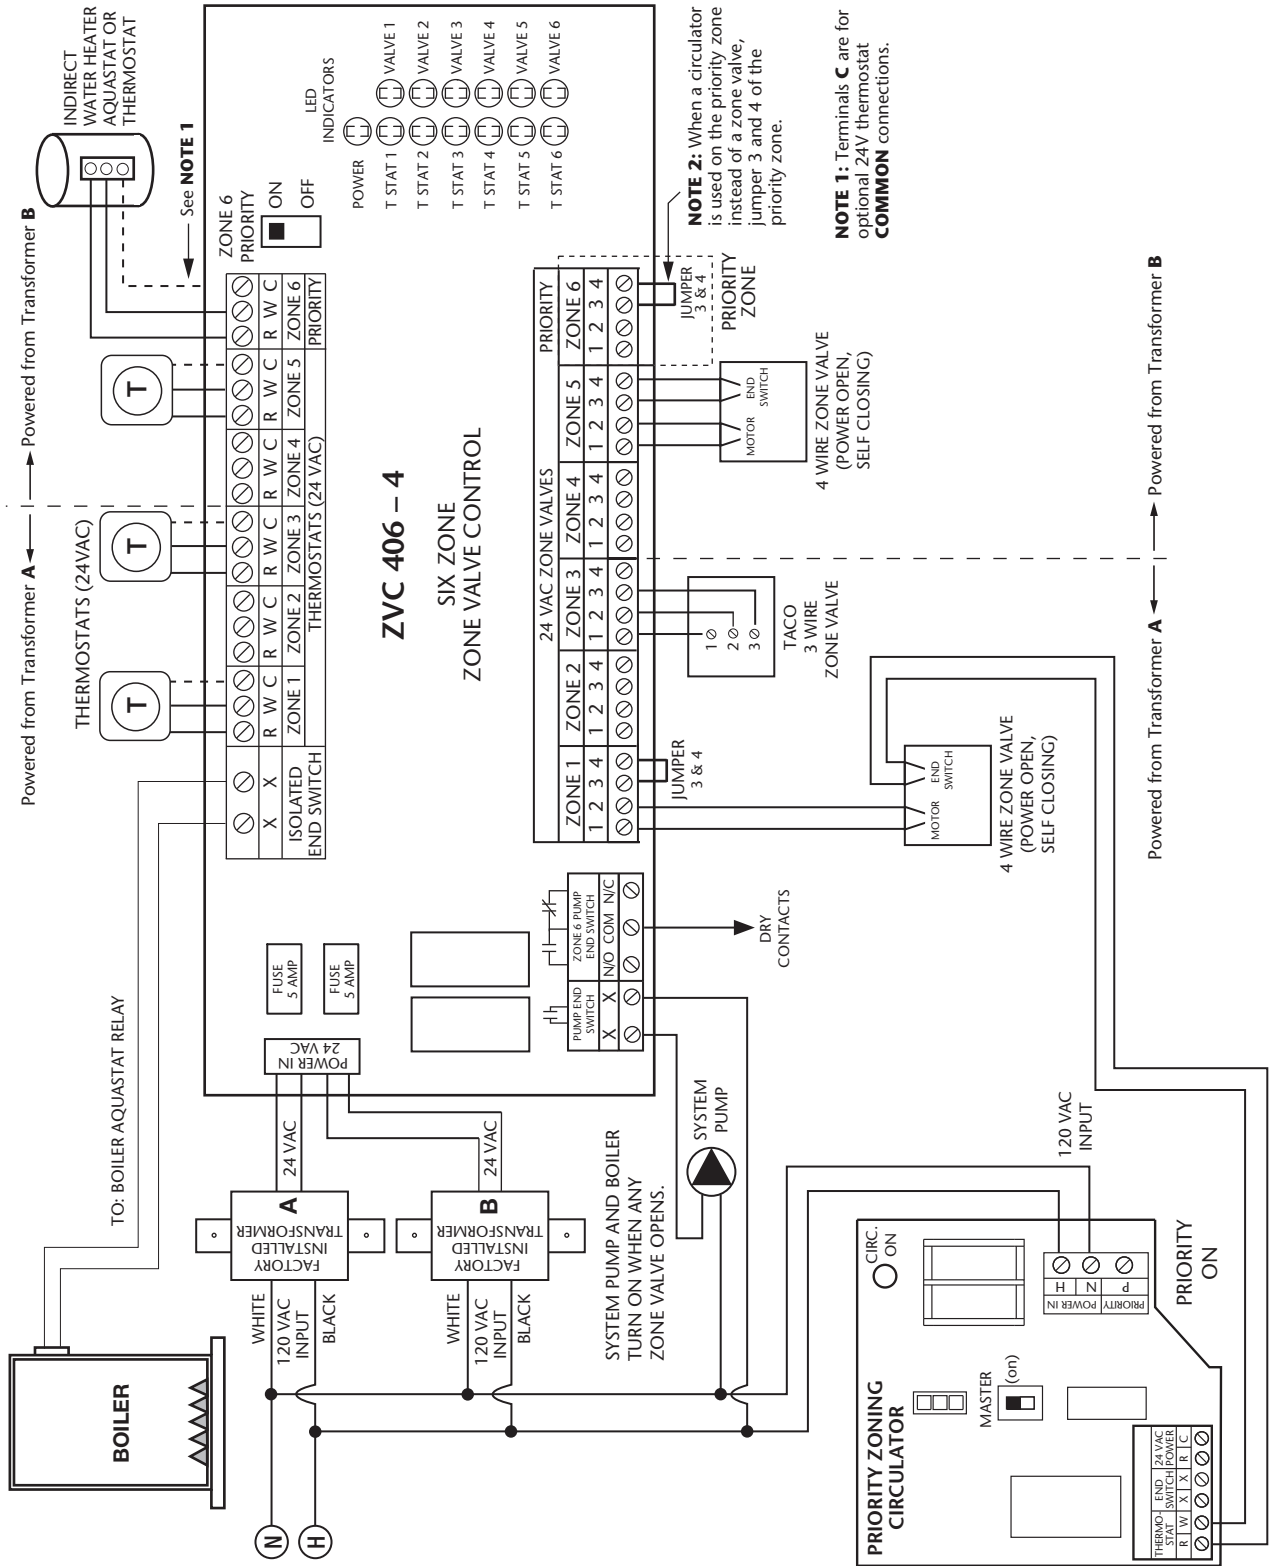 Powered from Transformer A
Powered from Transformer B
INDIRECT
WATER HEATER
AQUASTAT OR
THERMOSTAT
See NOTE 1
THERMOSTATS (24VAC)
T
T
T
TO: BOILER AQUASTAT RELAY
BOILER
X X
ISOLATED
END SWITCH
R W C R W C R W C R W C R W C R W C
ZONE 1 ZONE 2 ZONE 3 ZONE 4 ZONE 5 ZONE 6
THERMOSTATS (24 VAC)
PRIORITY
ZONE 6
PRIORITY
ON
OFF
LED
INDICATORS
POWER
T STAT 1 VALVE 1
T STAT 2 VALVE 2
T STAT 3 VALVE 3
T STAT 4 VALVE 4
T STAT 5 VALVE 5
T STAT 6 VALVE 6
ZVC 406 – 4
SIX ZONE
ZONE VALVE CONTROL
FUSE
5 AMP
FUSE
5 AMP
POWER IN
24 VAC
24 VAC
24 VAC
A
FACTORY
INSTALLED
TRANSFORMER
B
FACTORY
INSTALLED
TRANSFORMER
WHITE
120 VAC
INPUT
BLACK
WHITE
120 VAC
INPUT
BLACK
N
H
PUMP END
SWITCH
X X
ZONE 6 PUMP
END SWITCH
N/O COM N/C
DRY
CONTACTS
24 VAC ZONE VALVES
PRIORITY
ZONE 1 ZONE 2 ZONE 3 ZONE 4 ZONE 5 ZONE 6
1 2 3 4 1 2 3 4 1 2 3 4 1 2 3 4 1 2 3 4 1 2 3 4
JUMPER
3 & 4
JUMPER
3 & 4
PRIORITY
ZONE
NOTE 2: When a circulator
is used on the priority zone
instead of a zone valve,
jumper 3 and 4 of the
priority zone.
NOTE 1: Terminals C are for
optional 24V thermostat
COMMON connections.
1
2
3
TACO
3 WIRE
ZONE VALVE
MOTOR
END
SWITCH
4 WIRE ZONE VALVE
(POWER OPEN,
SELF CLOSING)
MOTOR
END
SWITCH
4 WIRE ZONE VALVE
(POWER OPEN,
SELF CLOSING)
Powered from Transformer A
Powered from Transformer B
SYSTEM PUMP AND BOILER
TURN ON WHEN ANY
ZONE VALVE OPENS.
SYSTEM
PUMP
120 VAC
INPUT
CIRC.
ON
H N P
POWER IN PRIORITY
PRIORITY
ON
PRIORITY ZONING
CIRCULATOR
MASTER
(on)
THERMO-
STAT
END
SWITCH
24 VAC
POWER
R W X X R C